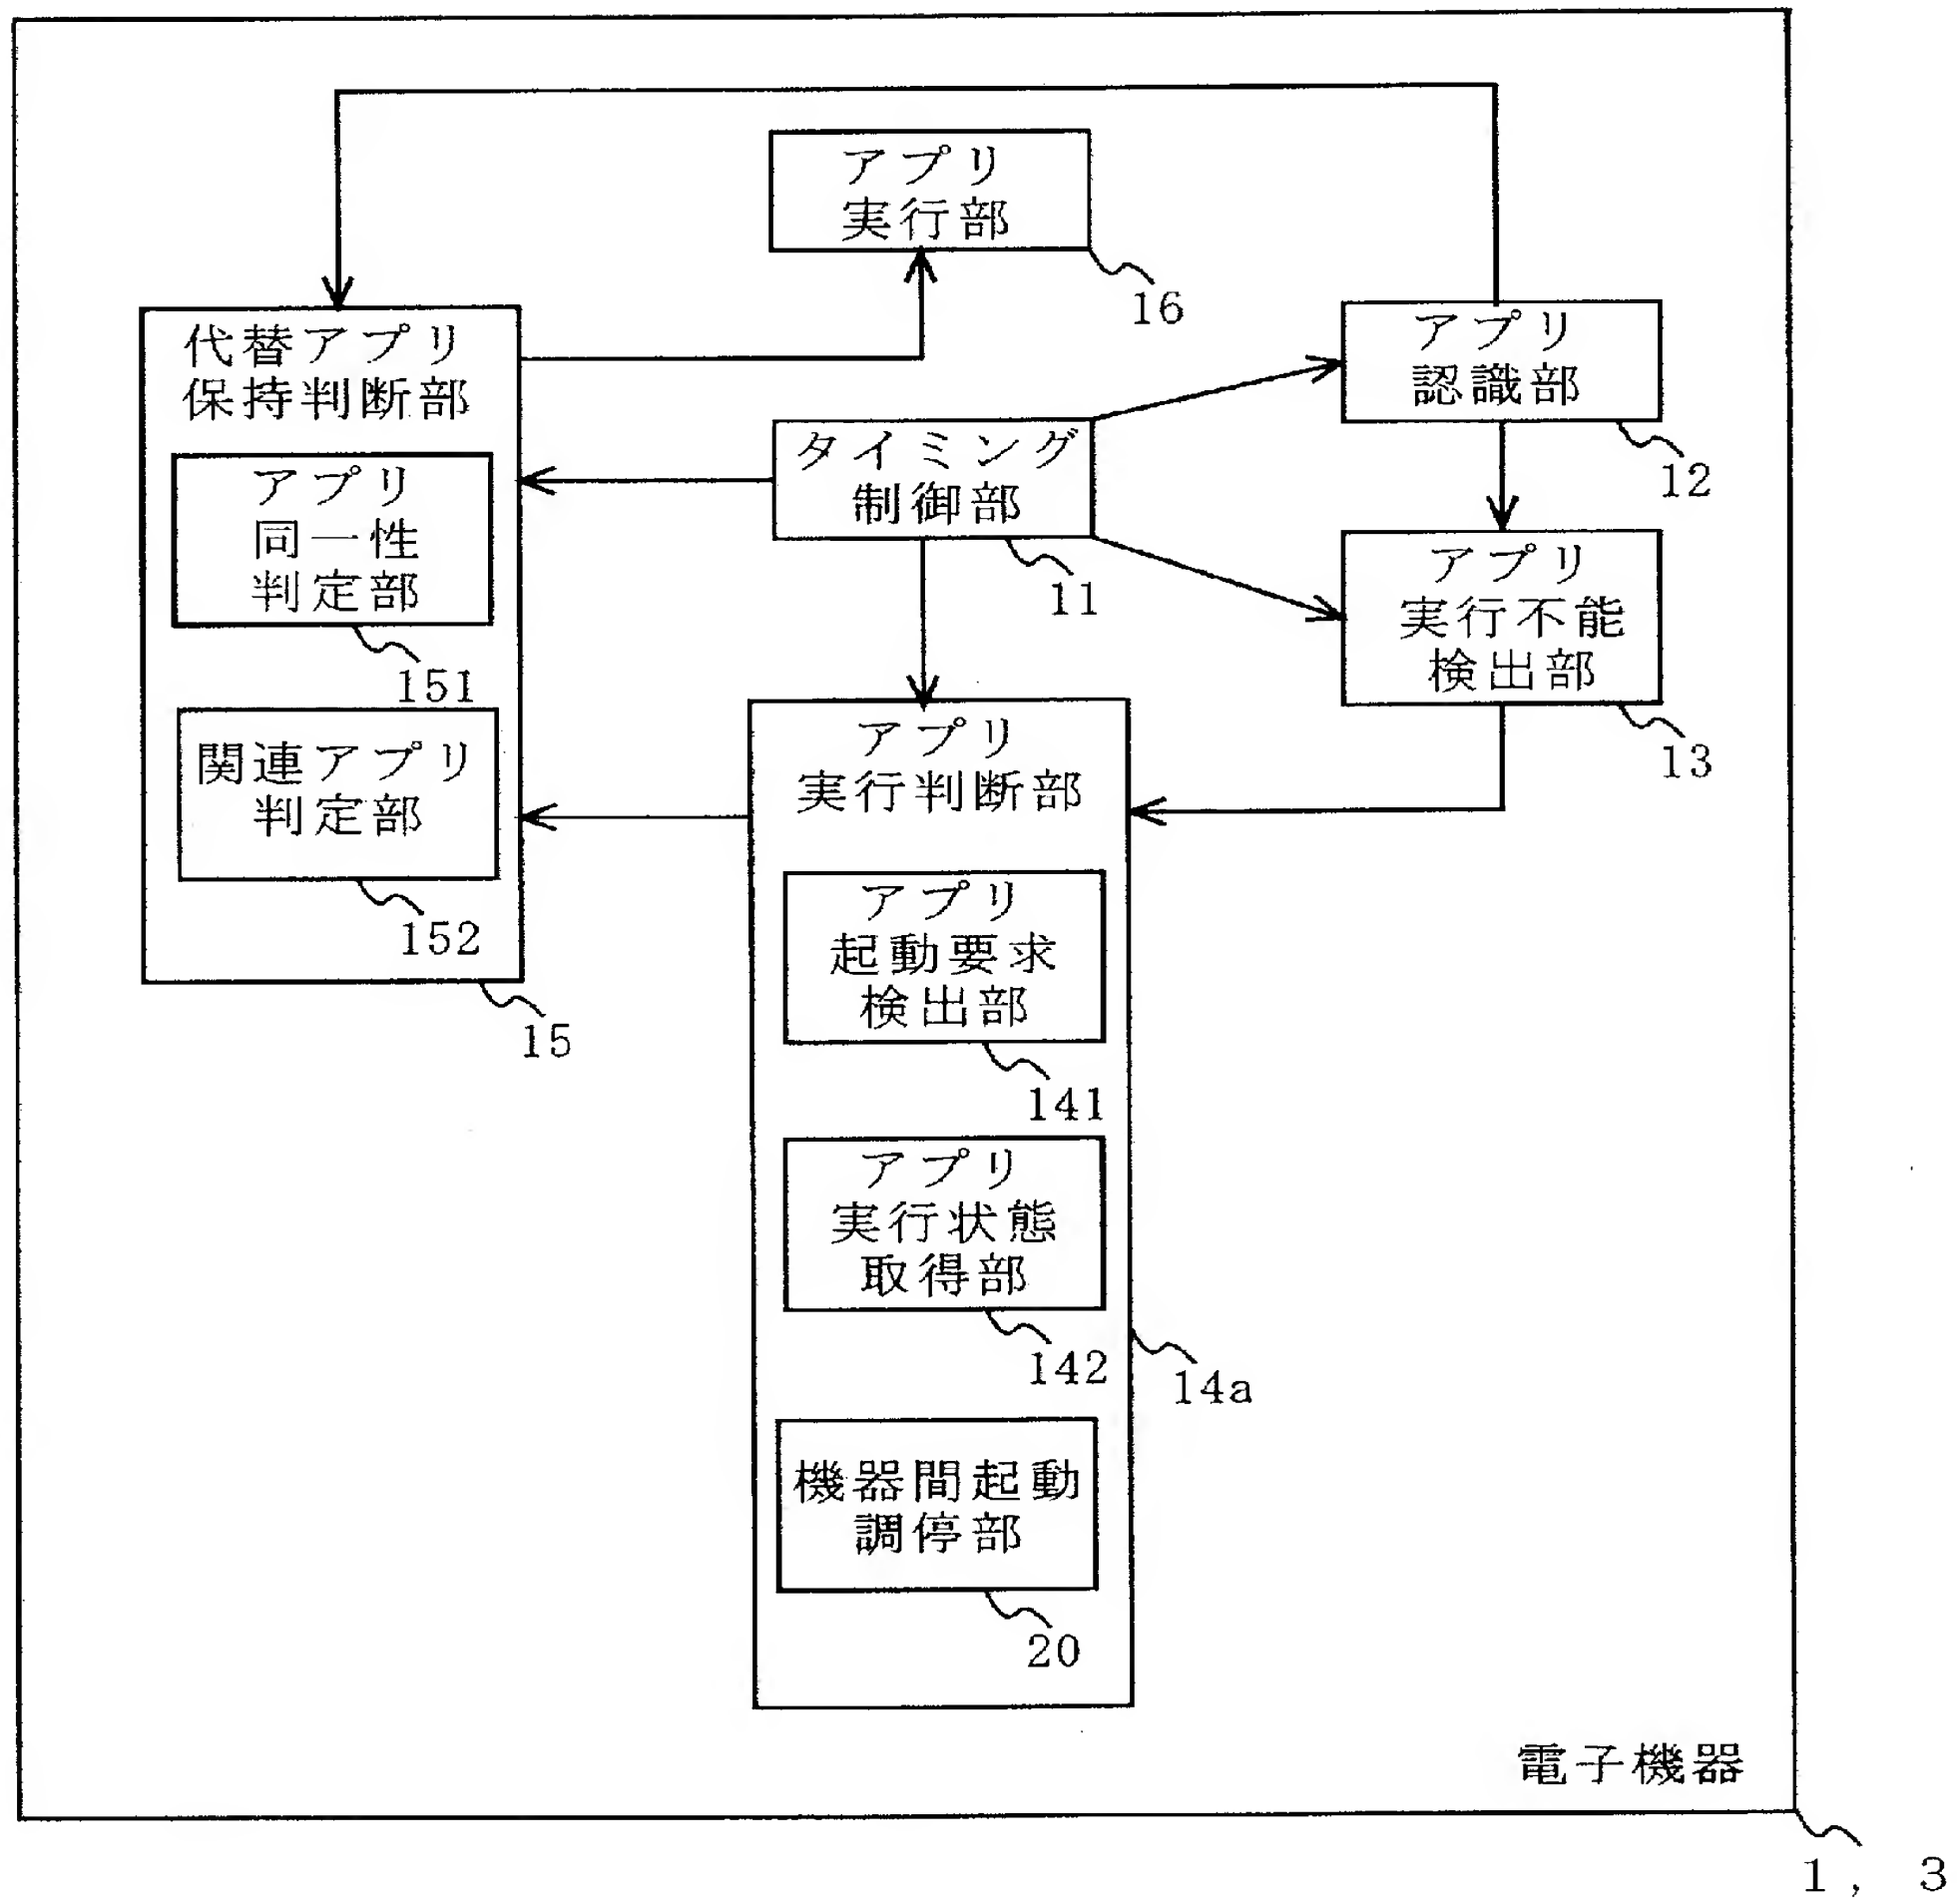 アプリ
実行部
16
代替アプリ
保持判断部
アプリ
認識部
12
タイミング
制御部
11
アプリ
同一性
判定部
151
アプリ
実行不能
検出部
13
関連アプリ
判定部
152
15
アプリ
実行判断部
アプリ
起動要求
検出部
141
アプリ
実行状態
取得部
142
14a
機器間起動
調停部
20
電子機器
1, 3